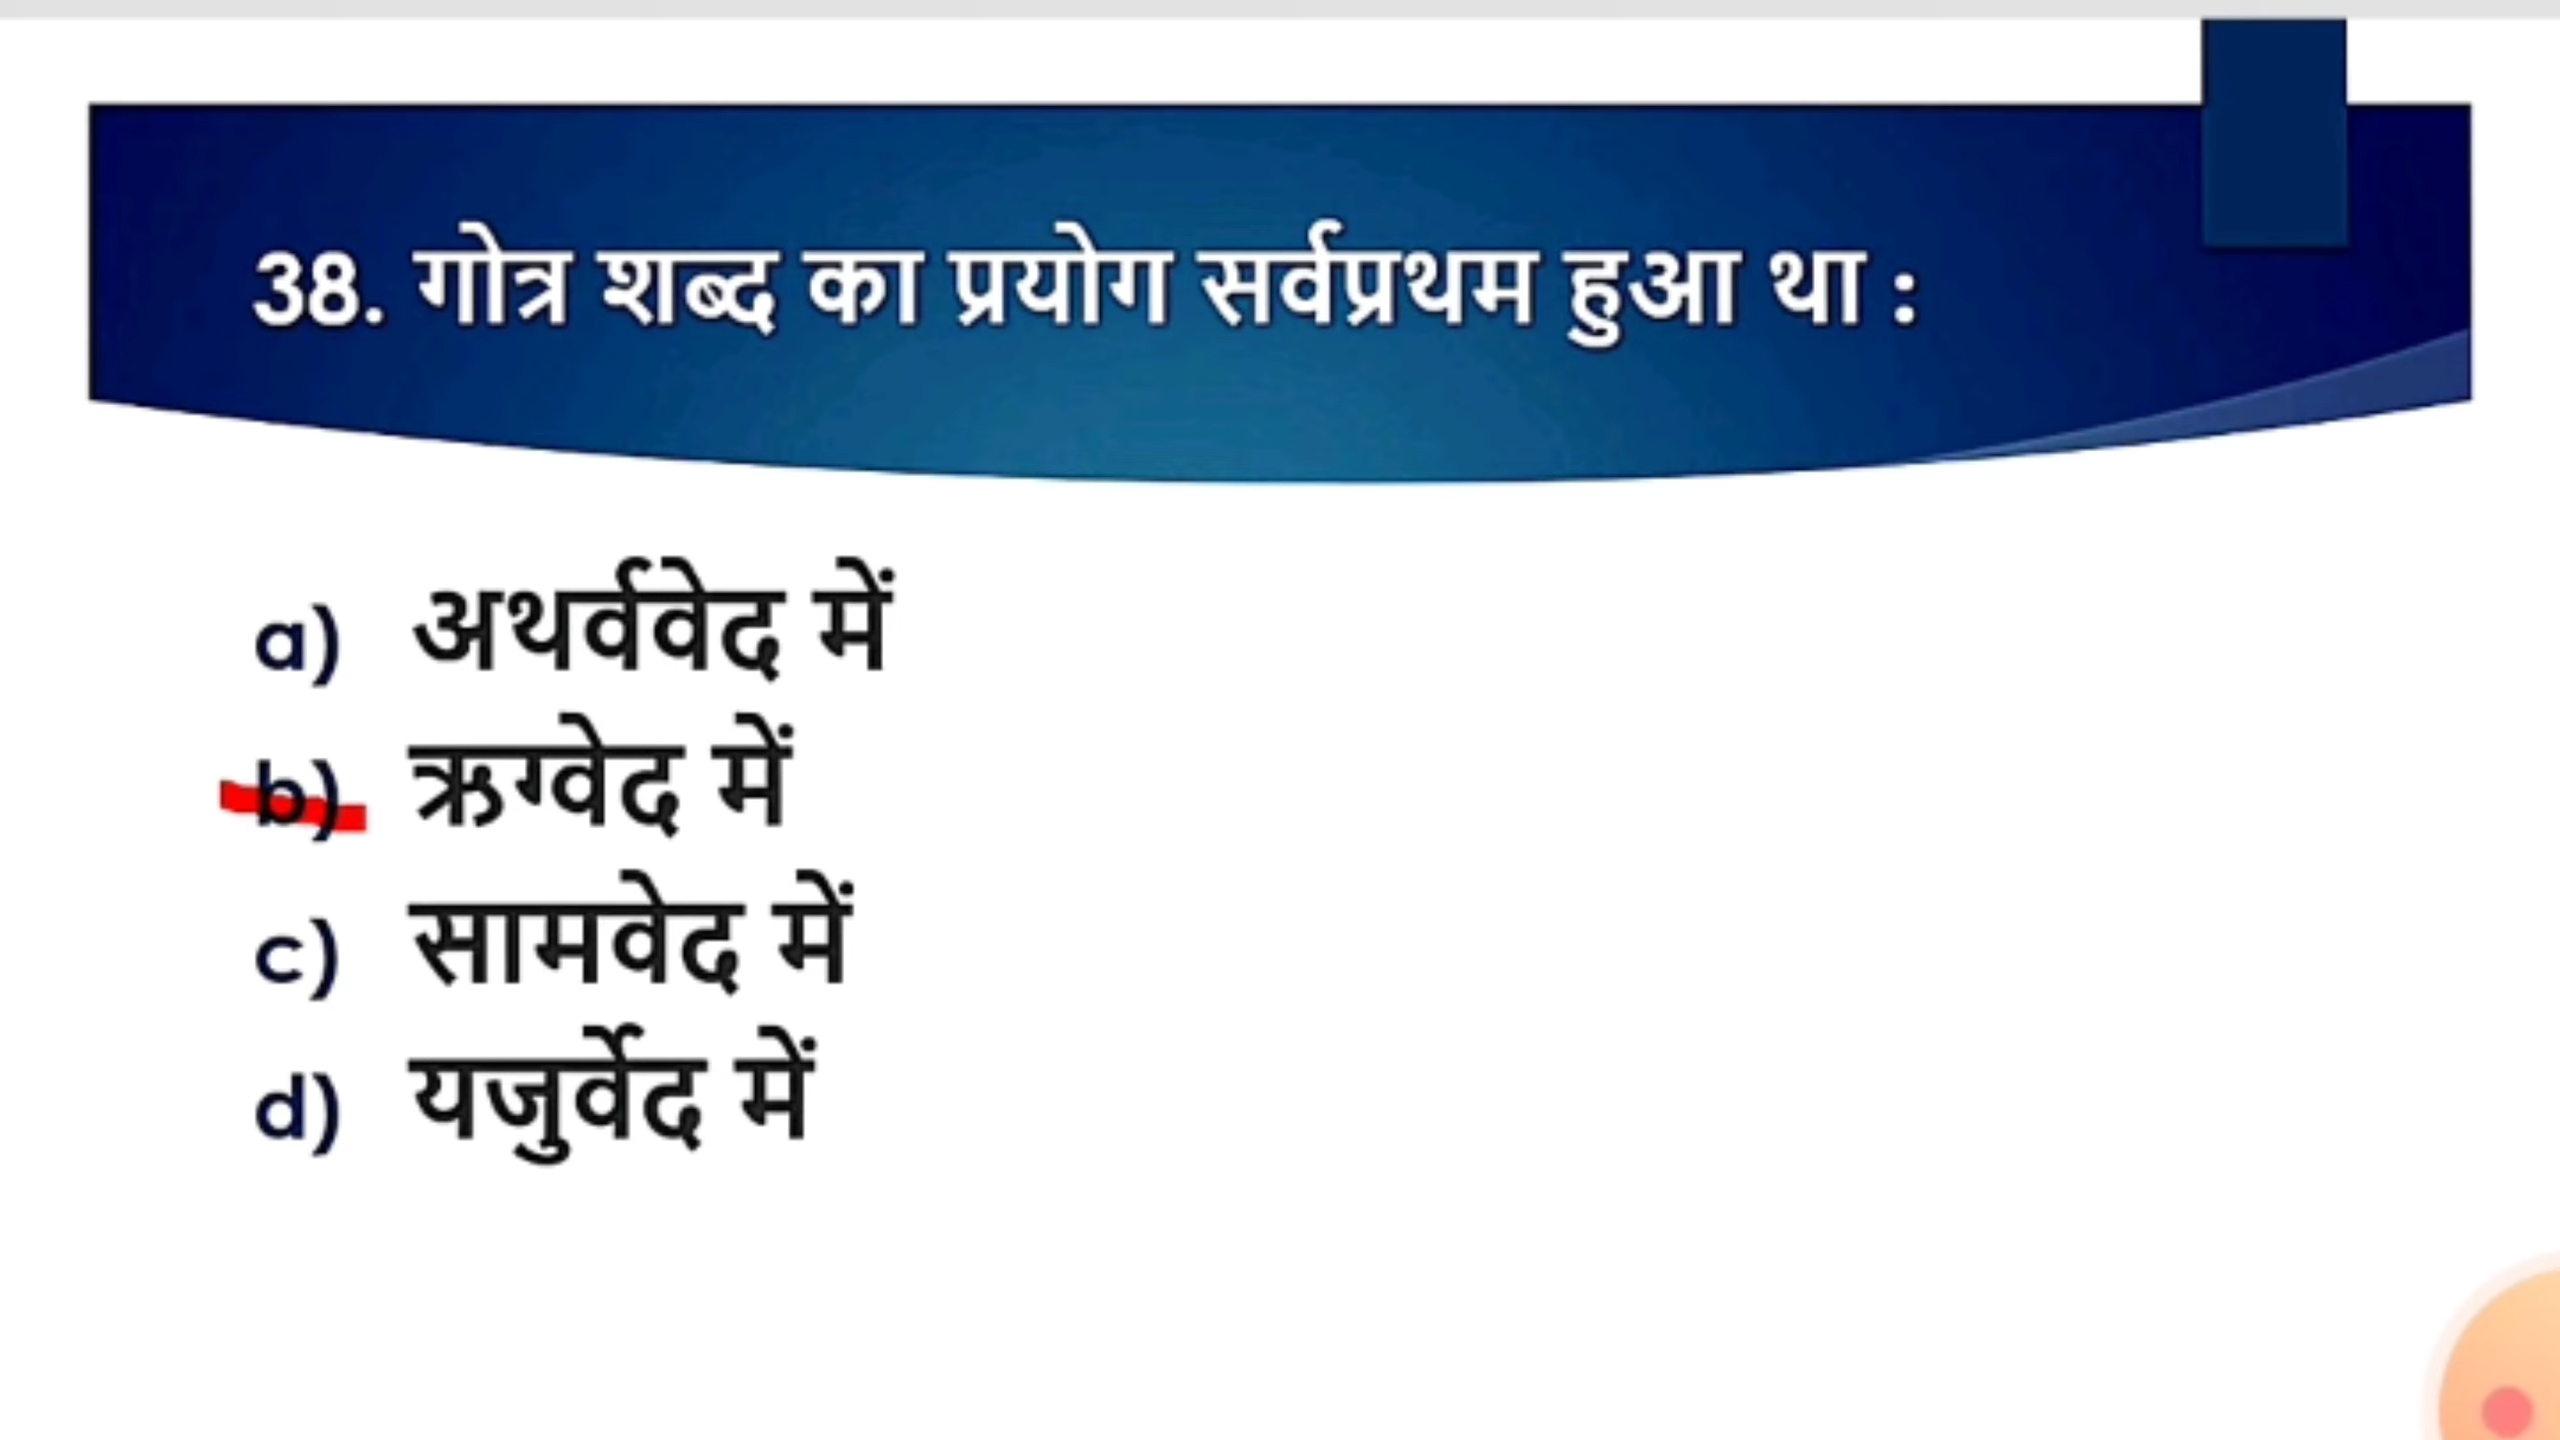 38. गोत्र शब्द का प्रयोग सर्वप्रथम हुआ था :
a) अथर्ववेद में
b) ऋग्वेद में
c) सामवेद में
d) यजुर्वेद में